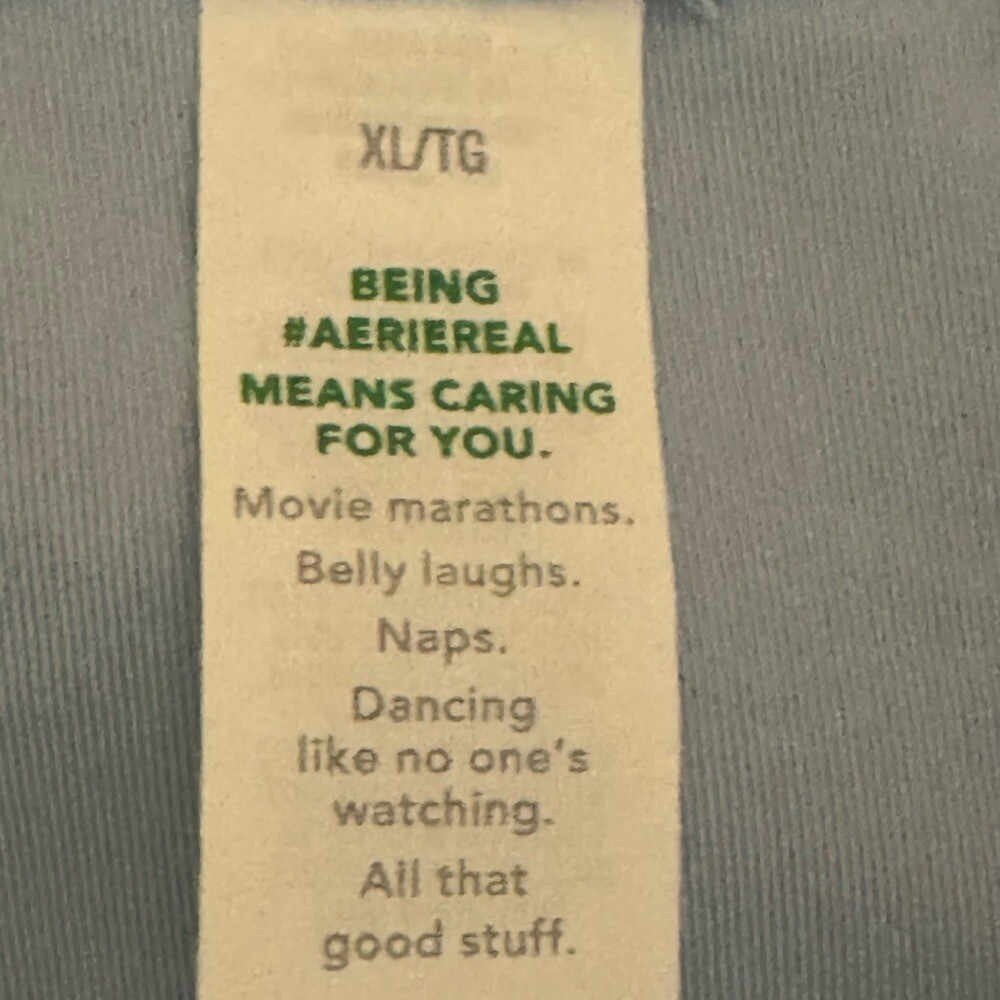 XL/TG
BEING
#AERIEREAL
MEANS CARING
FOR YOU.
Movie marathons.
Belly laughs.
Naps.
Dancing
like no one's
watching.
All that
good stuff.